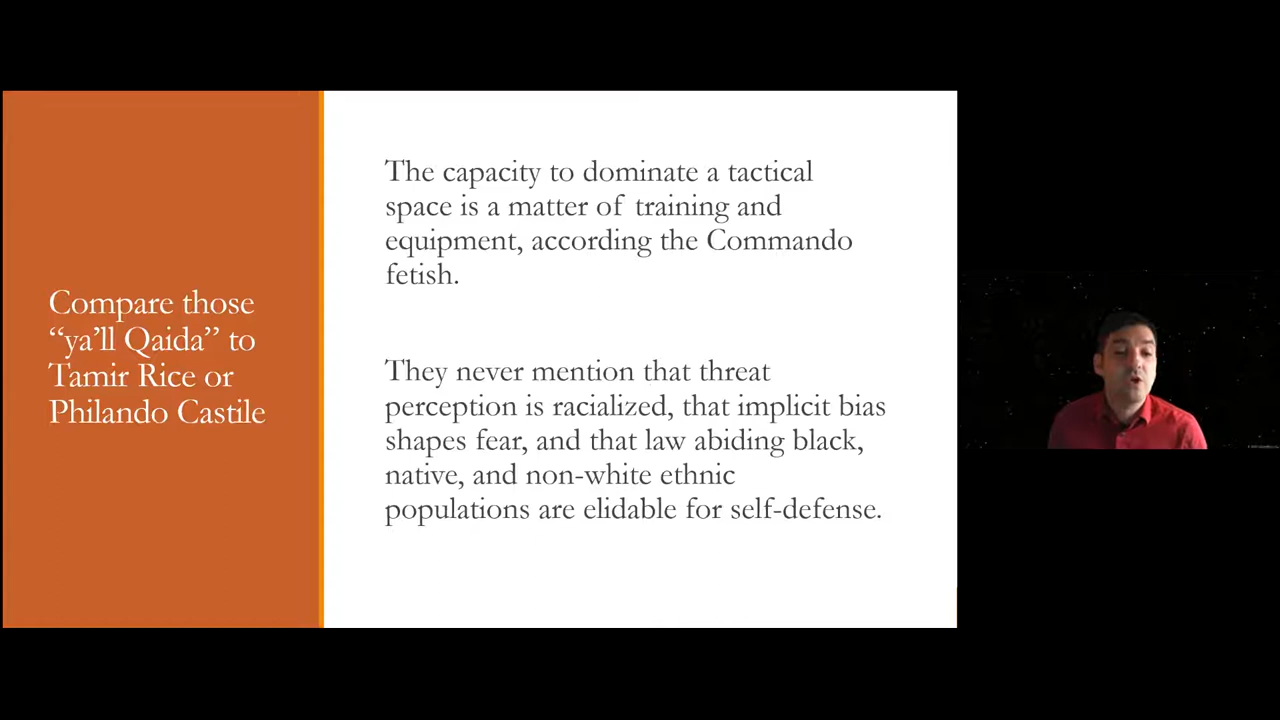 Compare those
“ya’ll Qaida” to
Tamir Rice or
Philando Castile
The capacity to dominate a tactical
space is a matter of training and
equipment, according the Commando
fetish.
They never mention that threat
perception is racialized, that implicit bias
shapes fear, and that law abiding black,
native, and non-white ethnic
populations are elidable for self-defense.